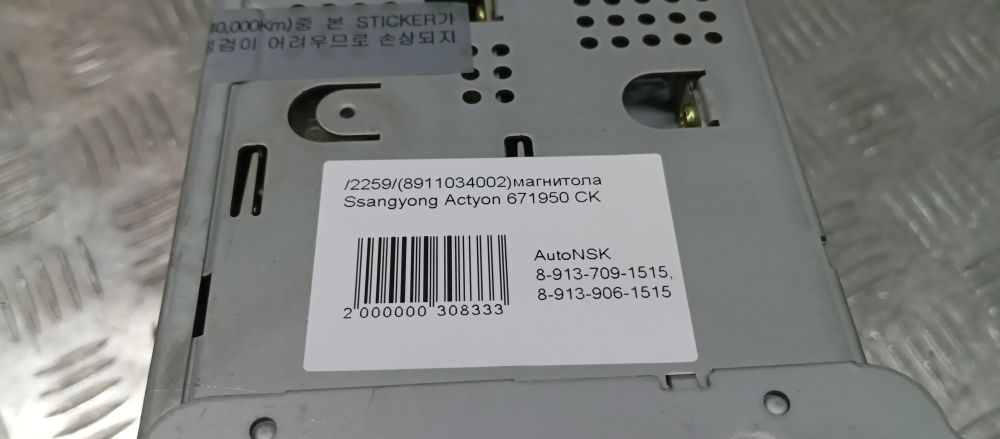 0,000Km)중 본 STICKER가
점검이 어려우므로 손상되지
/2259/(8911034002)магнитола
Ssangyong Actyon 671950 CK
AutoNSK
8-913-709-1515,
8-913-906-1515
2 000000 308333